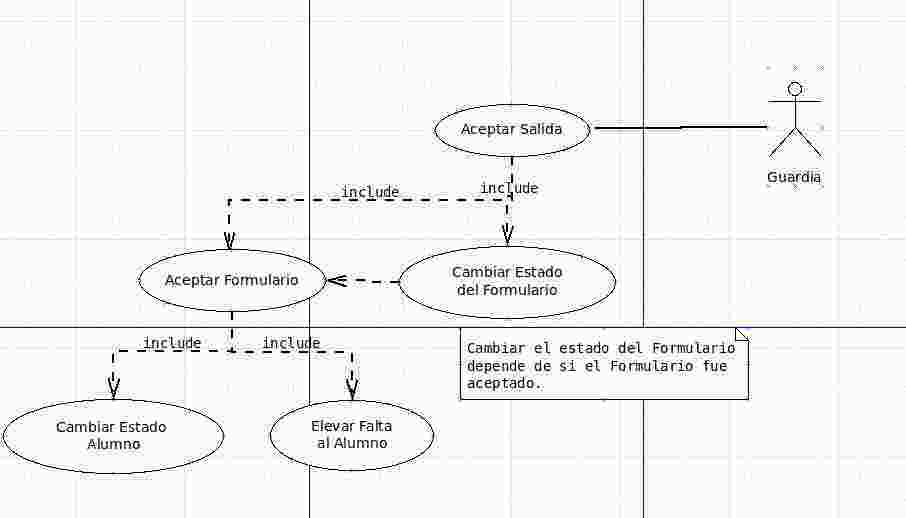 Aceptar Salida
Guardia
include
include
Aceptar Formulario
Cambiar Estado
del Formulario
include
include
Cambiar el estado del Formulario
depende de si el Formulario fue
aceptado.
Cambiar Estado
Alumno
Elevar Falta
al Alumno